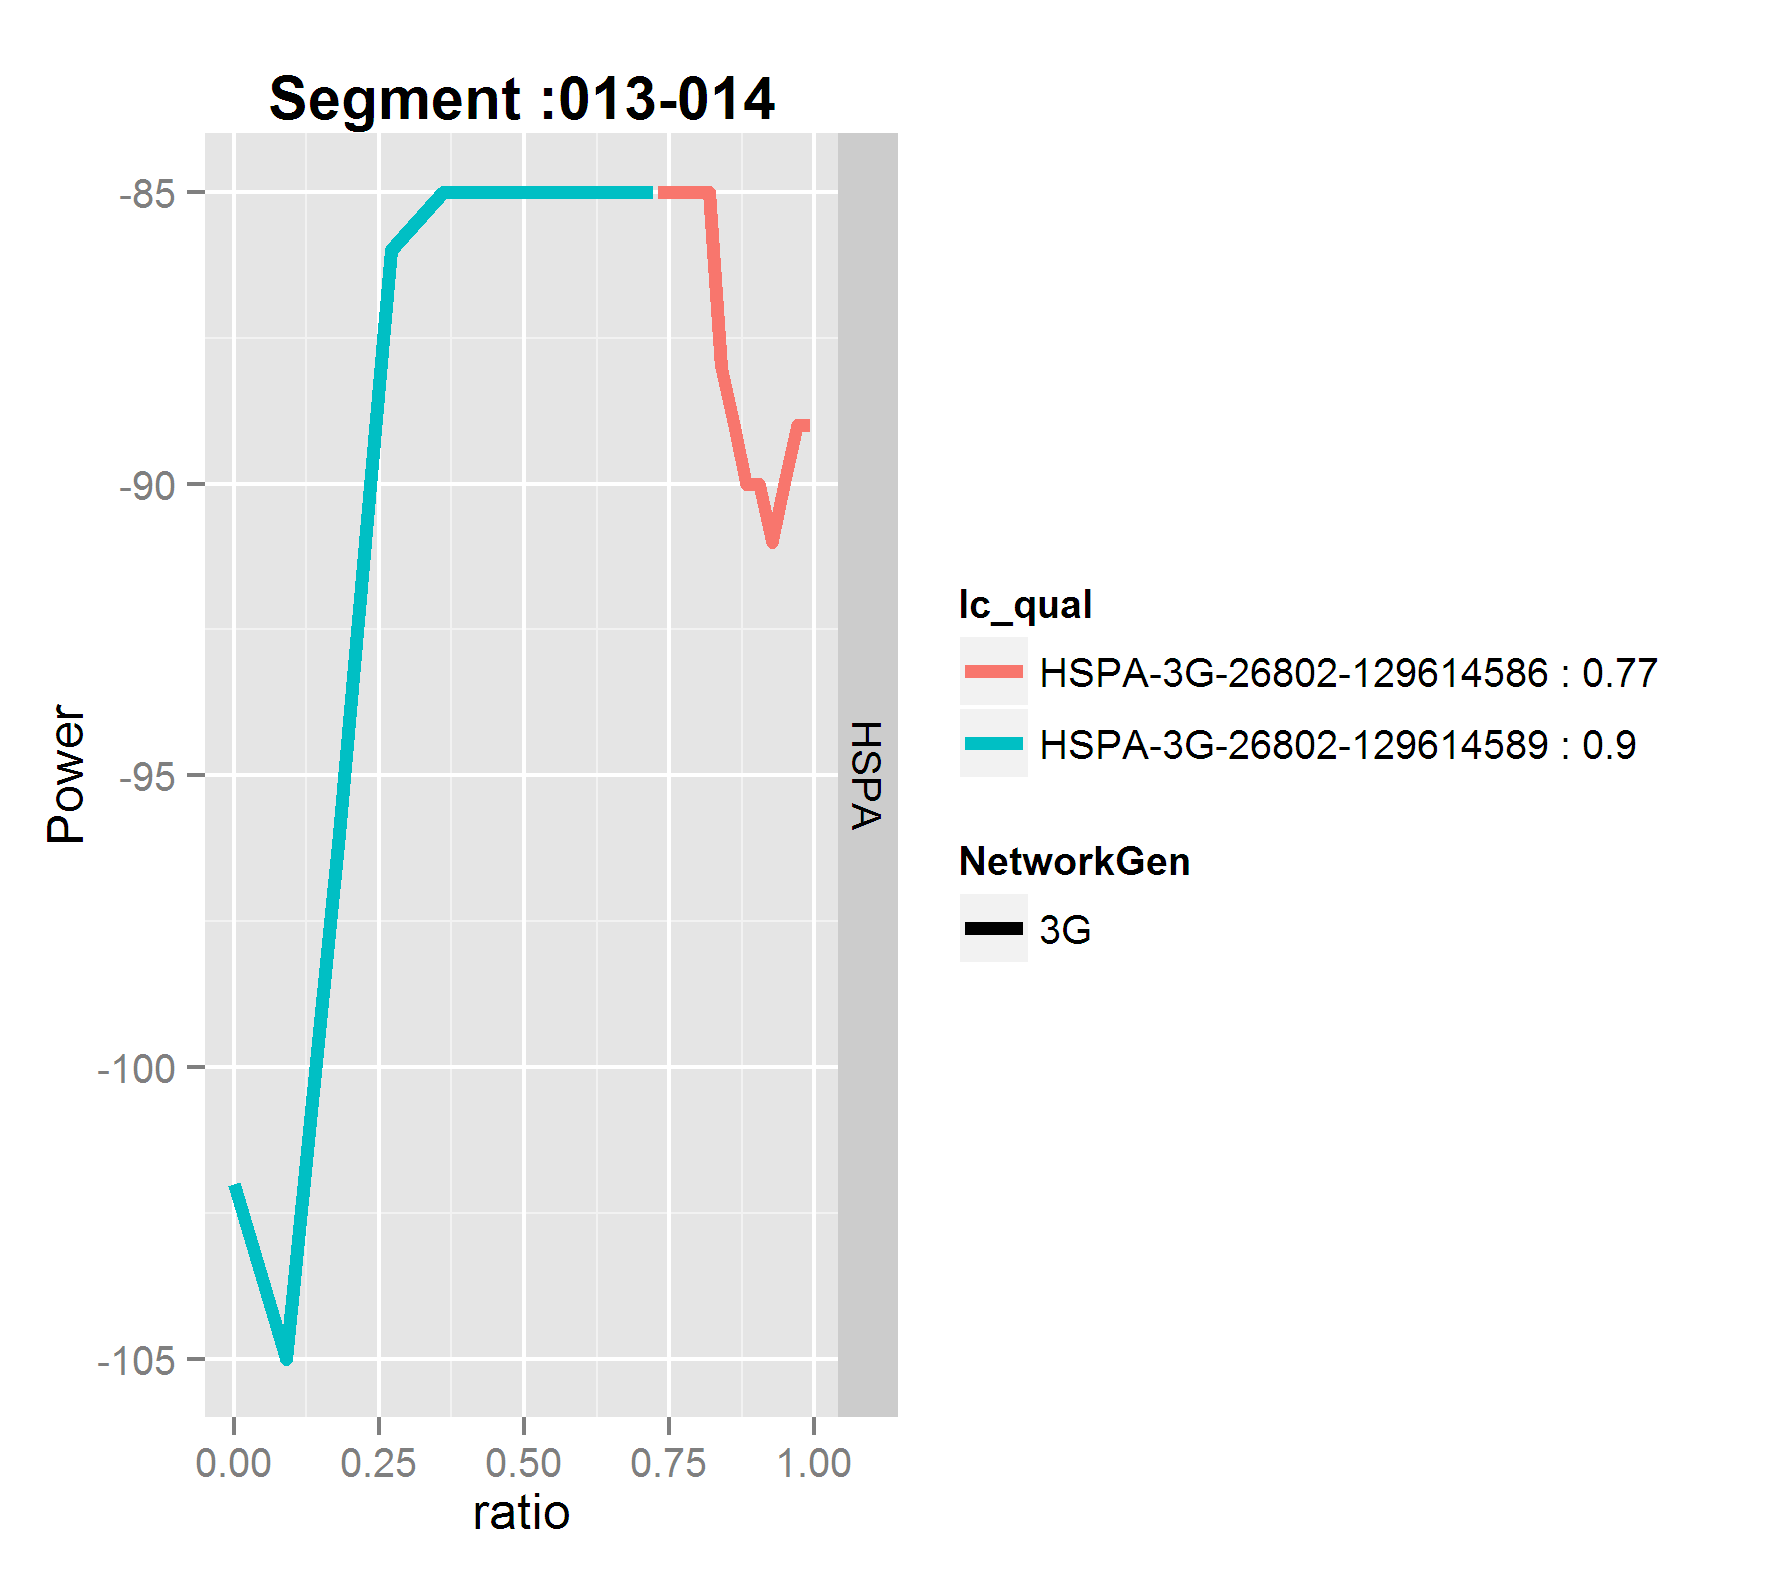 Segment :013-014
Power
-85
-90
-95
-100
-105
0.00 0.25 0.50 0.75 1.00
ratio
HSPA
lc_qual
HSPA-3G-26802-129614586 : 0.77
HSPA-3G-26802-129614589 : 0.9
NetworkGen
3G